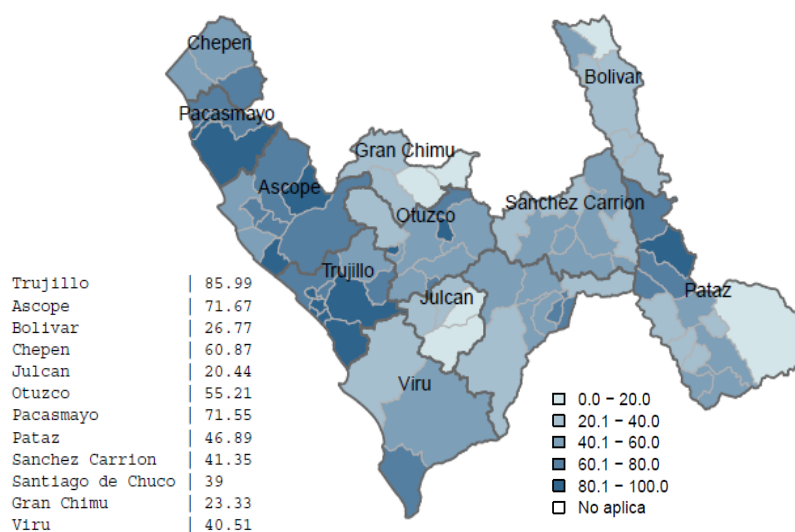 Chepen
Pacasmayo
Ascope
Gran Chimu
Otuzco
Bolivar
Sanchez Carrion
Trujillo
Julcan
Pataz
Viru
Trujillo | 85.99
Ascope | 71.67
Bolivar | 26.77
Chepen | 60.87
Julcan | 20.44
Otuzco | 55.21
Pacasmayo | 71.55
Pataz | 46.89
Sanchez Carrion | 41.35
Santiago de Chuco | 39
Gran Chimu | 23.33
Viru | 40.51
0.0 − 20.0
20.1 − 40.0
40.1 − 60.0
60.1 − 80.0
80.1 − 100.0
No aplica